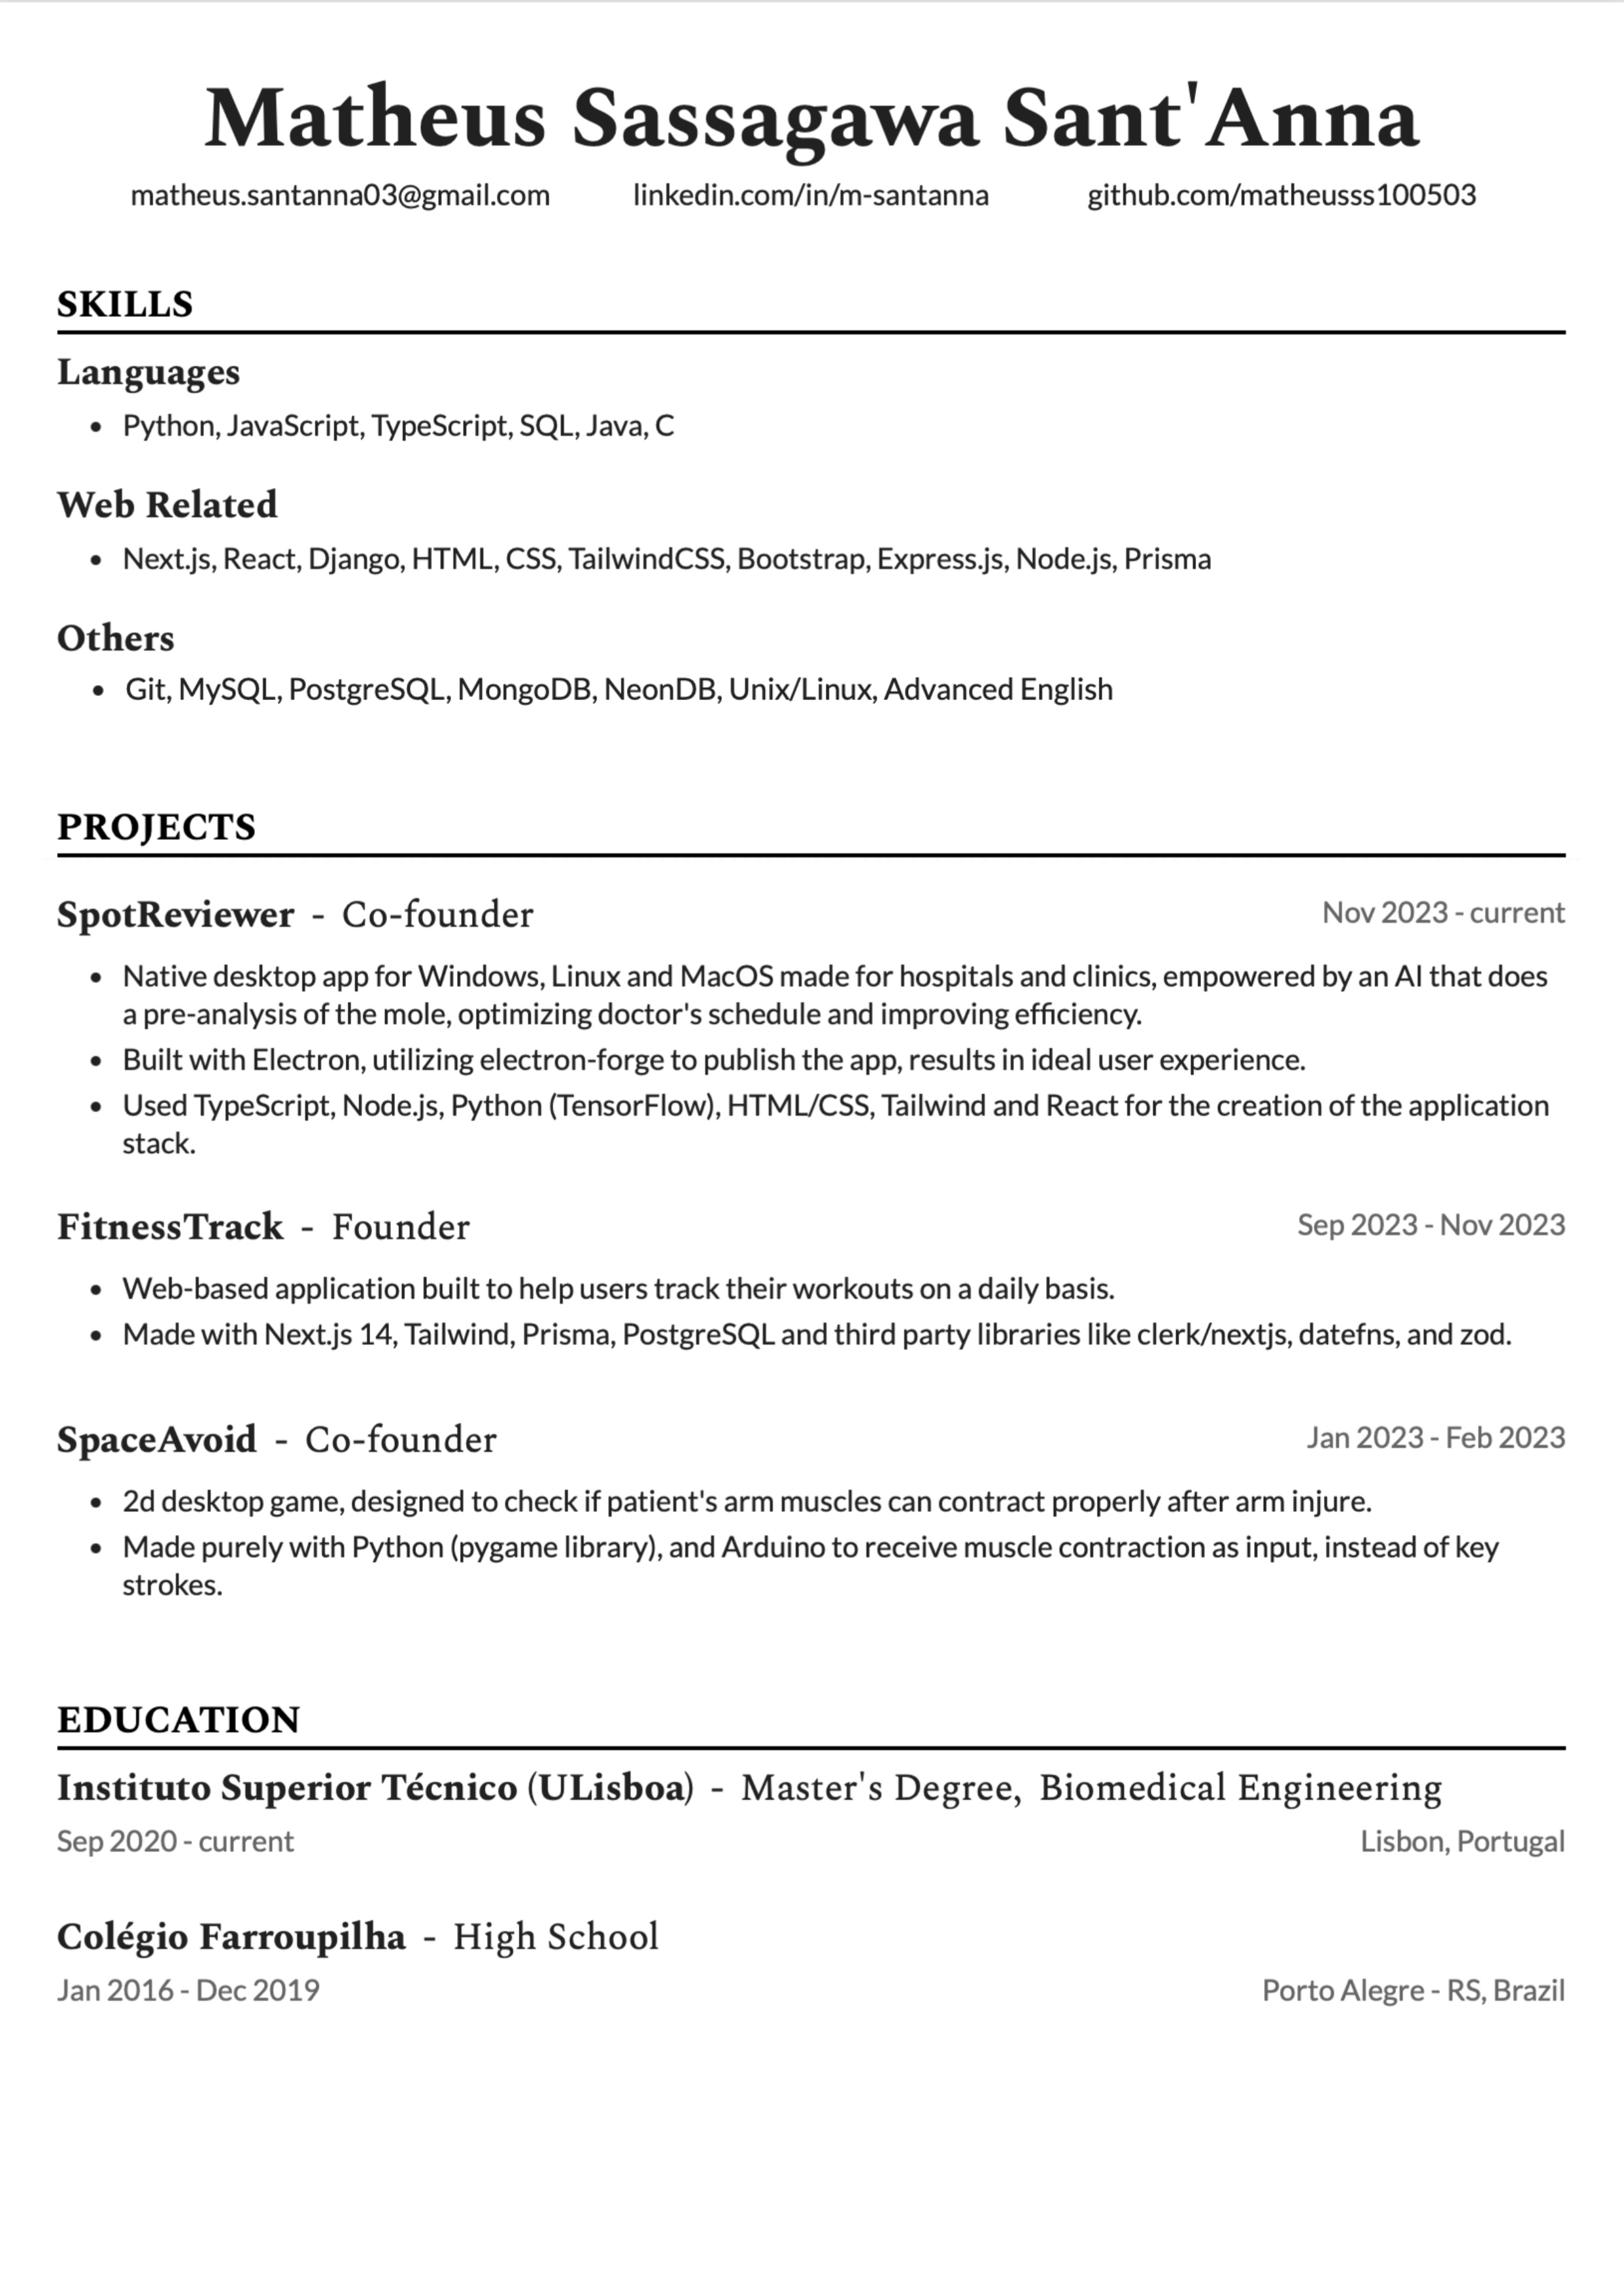 Matheus Sassagawa Sant'Anna
matheus.santanna03@gmail.com linkedin.com/in/m-santanna github.com/matheusss100503
SKILLS
Languages
• Python, JavaScript, TypeScript, SQL, Java, C
Web Related
• Next.js, React, Django, HTML, CSS, TailwindCSS, Bootstrap, Express.js, Node.js, Prisma
Others
• Git, MySQL, PostgreSQL, MongoDB, NeonDB, Unix/Linux, Advanced English
PROJECTS
SpotReviewer - Co-founder Nov 2023 - current
• Native desktop app for Windows, Linux and MacOS made for hospitals and clinics, empowered by an AI that does
a pre-analysis of the mole, optimizing doctor's schedule and improving efficiency.
• Built with Electron, utilizing electron-forge to publish the app, results in ideal user experience.
• Used TypeScript, Node.js, Python (TensorFlow), HTML/CSS, Tailwind and React for the creation of the application
stack.
FitnessTrack - Founder Sep 2023 - Nov 2023
• Web-based application built to help users track their workouts on a daily basis.
• Made with Next.js 14, Tailwind, Prisma, PostgreSQL and third party libraries like clerk/nextjs, datefns, and zod.
SpaceAvoid - Co-founder Jan 2023 - Feb 2023
• 2d desktop game, designed to check if patient's arm muscles can contract properly after arm injure.
• Made purely with Python (pygame library), and Arduino to receive muscle contraction as input, instead of key
strokes.
EDUCATION
Instituto Superior Técnico (ULisboa) - Master's Degree, Biomedical Engineering
Sep 2020 - current Lisbon, Portugal
Colégio Farroupilha - High School
Jan 2016 - Dec 2019 Porto Alegre - RS, Brazil